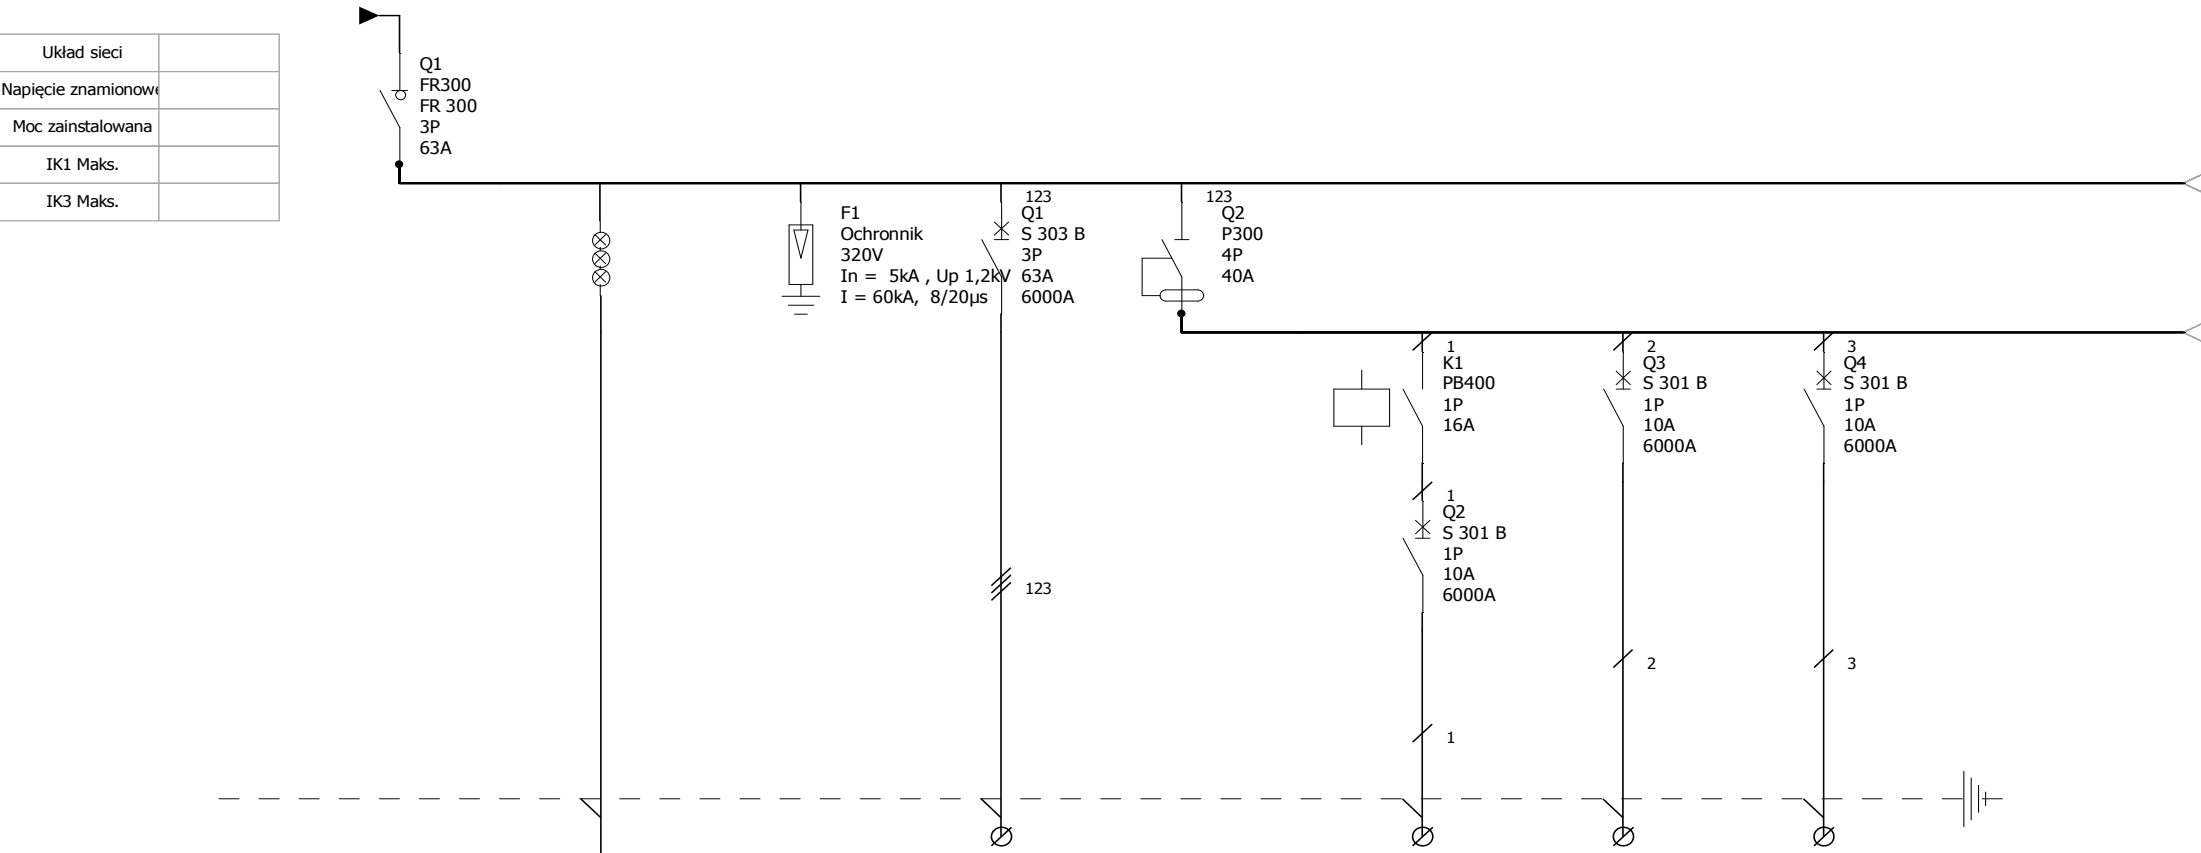 Układ sieci
Napięcie znamionowe
Moc zainstalowana
IK1 Maks.
IK3 Maks.
Q1
FR300
FR 300
3P
63A
F1
Ochronnik
320V
In = 5kA , Up 1,2kV
I = 60kA, 8/20µs
123
Q1
S 303 B
3P
63A
6000A
123
123
Q2
P300
4P
40A
1
K1
PB400
1P
16A
1
Q2
S 301 B
1P
10A
6000A
1
2
Q3
S 301 B
1P
10A
6000A
2
3
Q4
S 301 B
1P
10A
6000A
3